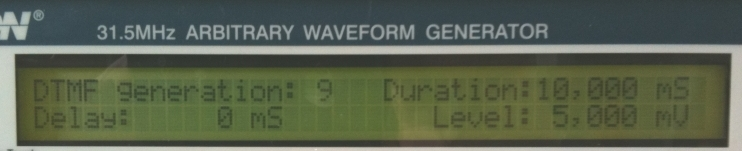 N® 31.5MHz ARBITRARY WAVEFORM GENERATOR
DTMF generation: 9 Duration:10,000 mS
Delay: 0 mS Level: 5,000 mV